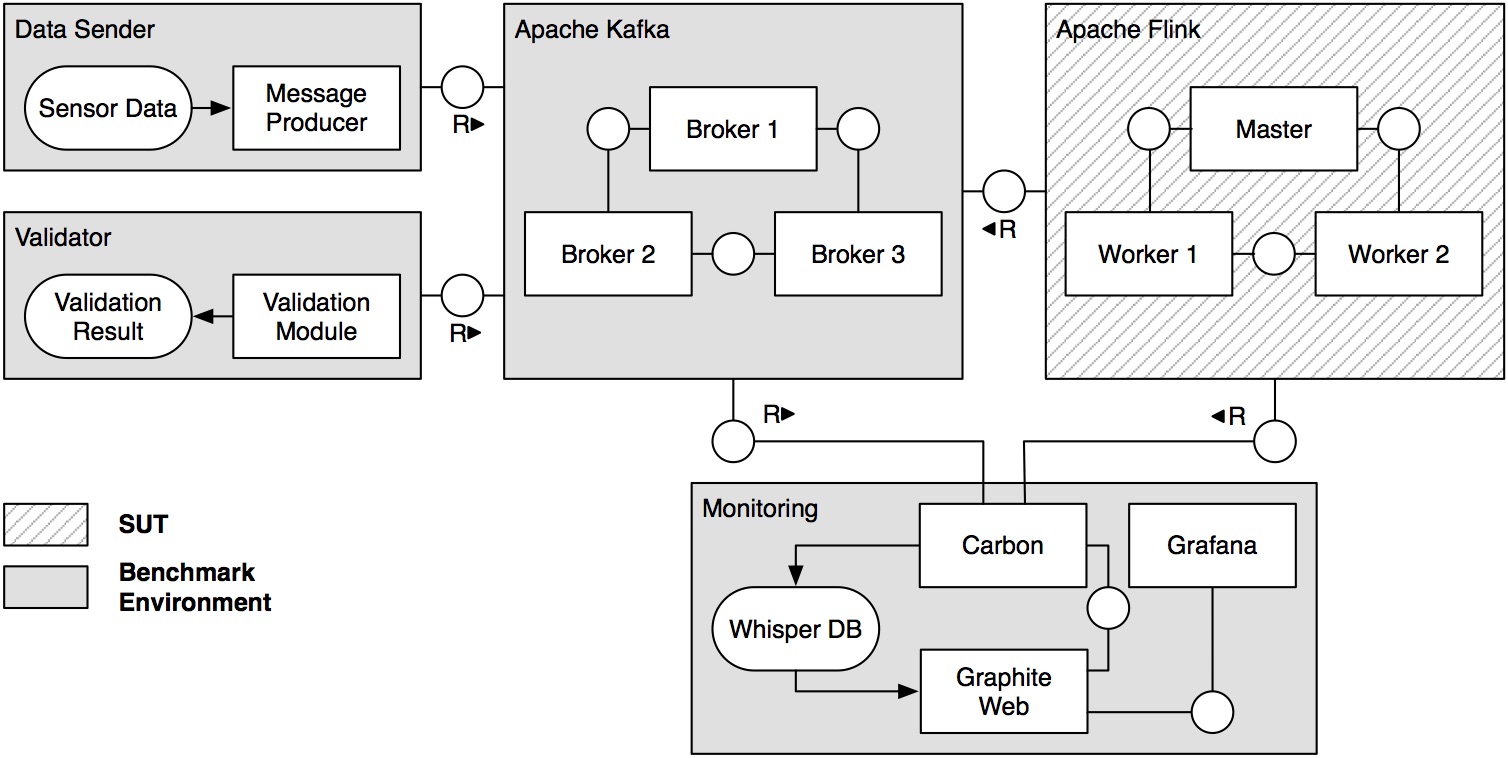 Data Sender
Sensor Data
Message
Producer
R▶
Validator
Validation
Result
Validation
Module
R▶
Apache Kafka
Broker 1
Broker 2
Broker 3
◀R
Apache Flink
Master
Worker 1
Worker 2
R▶
◀R
Monitoring
Carbon
Grafana
Whisper DB
Graphite
Web
SUT
Benchmark
Environment